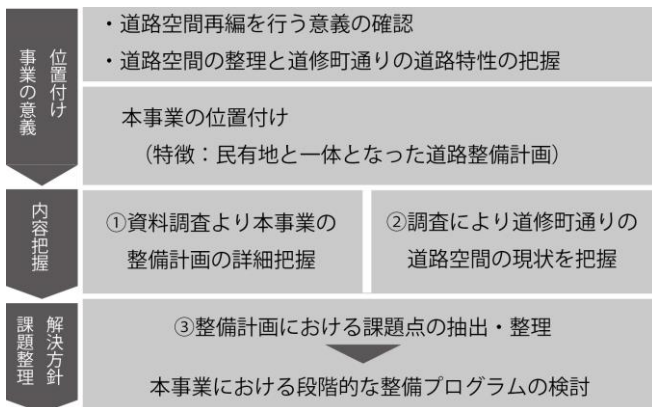 事業の意義
位置付け
・道路空間再編を行う意義の確認
・道路空間の整理と道修町通りの道路特性の把握
本事業の位置付け
（特徴：民有地と一体となった道路整備計画）
内容把握
①資料調査より本事業の
整備計画の詳細把握
②調査により道修町通りの
道路空間の現状を把握
課題整理
解決方針
③整備計画における課題点の抽出・整理
本事業における段階的な整備プログラムの検討